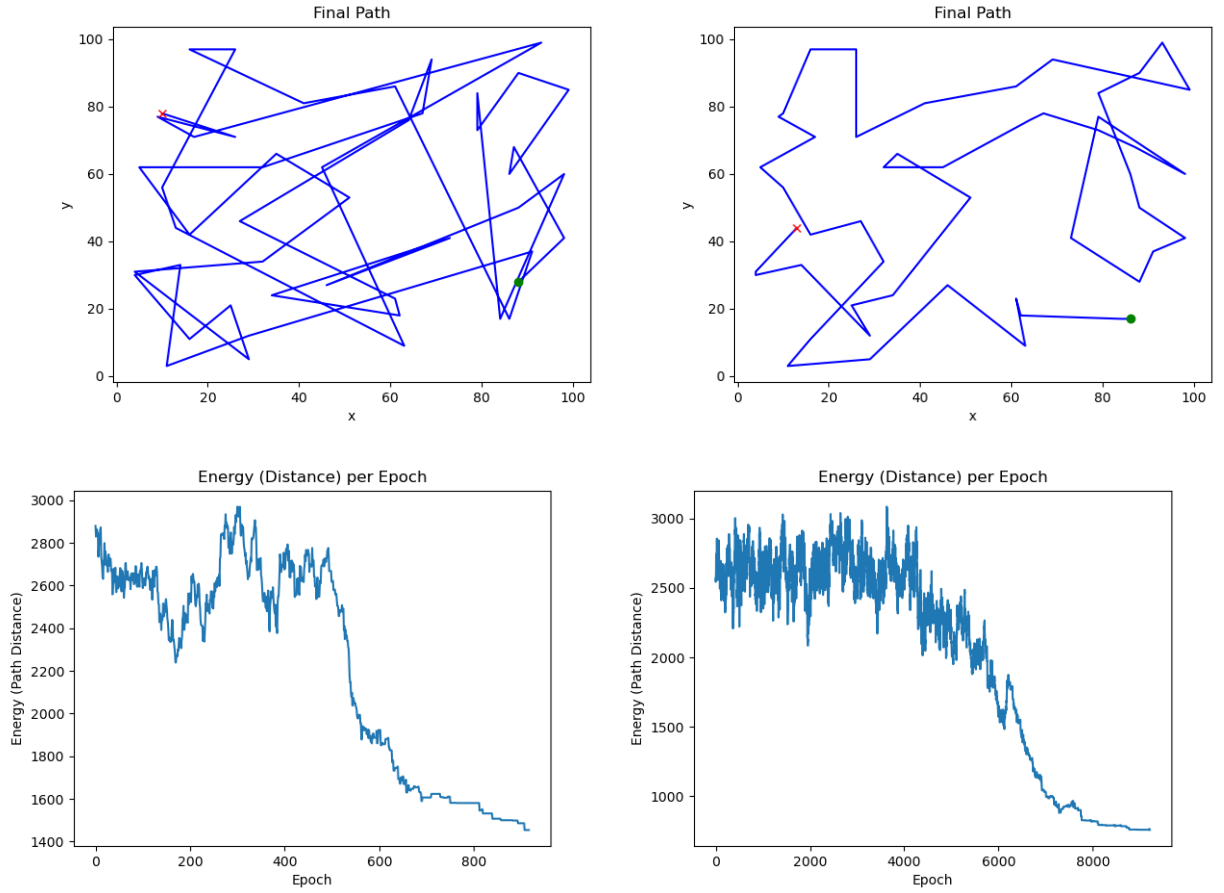 Final Path
100
80
60
40
20
0
y
0 20 40 60 80 100
x
Final Path
100
80
60
40
20
0
y
0 20 40 60 80 100
x
Energy (Distance) per Epoch
3000
2800
2600
2400
2200
2000
1800
1600
1400
Energy (Path Distance)
0 200 400 600 800
Epoch
Energy (Distance) per Epoch
3000
2500
2000
1500
1000
Energy (Path Distance)
0 2000 4000 6000 8000
Epoch